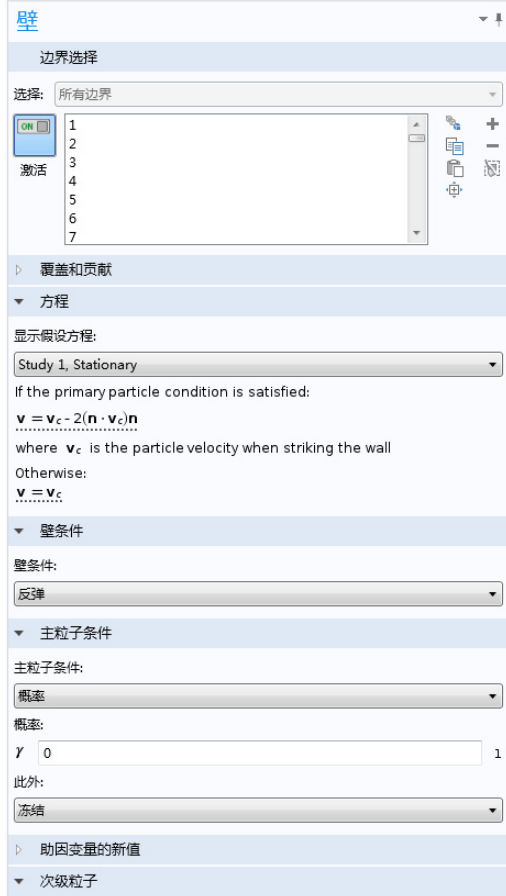 壁
边界选择
选择: 所有边界
ON
1
2
激活
3
4
5
6
7
覆盖和贡献
方程
显示假设方程:
Study 1, Stationary
If the primary particle condition is satisfied:
v = vc - 2(n · vc)n
where vc is the particle velocity when striking the wall
Otherwise:
v = vc
壁条件
壁条件:
反弹
主粒子条件
主粒子条件:
概率
概率:
γ 0 1
此外:
冻结
助因变量的新值
次级粒子